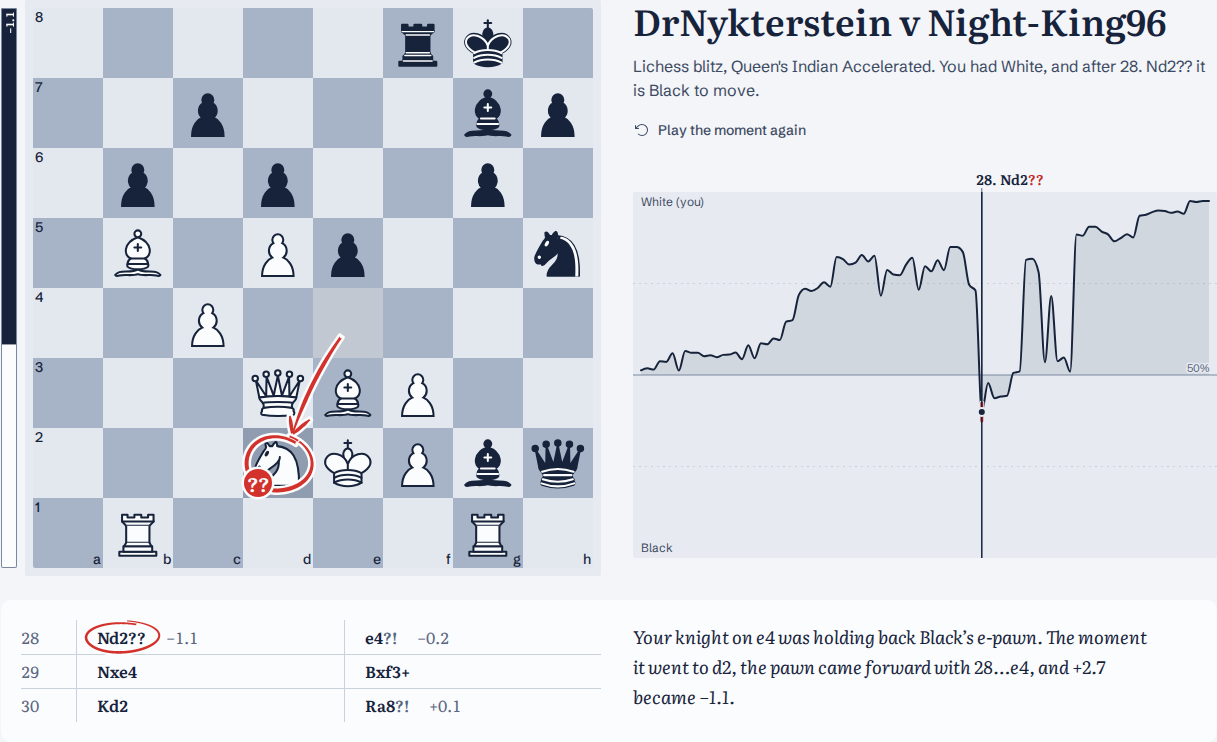 -1.1
8
7
6
5
4
3
2
1
a
b
c
d
e
f
g
h
??
DrNykterstein v Night-King96
Lichess blitz, Queen's Indian Accelerated. You had White, and after 28. Nd2?? it
is Black to move.
Play the moment again
28. Nd2??
White (you)
50%
Black
28 Nd2?? −1.1 e4?! −0.2
29 Nxe4 Bxf3+
30 Kd2 Ra8?! +0.1
Your knight on e4 was holding back Black’s e-pawn. The moment
it went to d2, the pawn came forward with 28…e4, and +2.7
became −1.1.